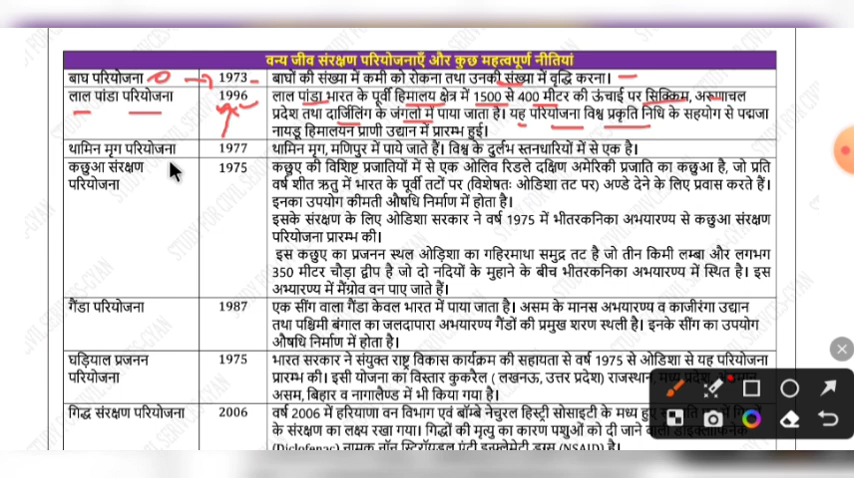 वन्य जीव संरक्षण परियोजनाएँ और कुछ महत्वपूर्ण नीतियां
बाघ परियोजना 1973 बाघों की संख्या में कमी को रोकना तथा उनकी संख्या में वृद्धि करना।
लाल पांडा परियोजना 1996 लाल पांडा भारत के पूर्वी हिमालय क्षेत्र में 1500 से 400 मीटर की ऊंचाई पर सिक्किम, अरुणाचल
प्रदेश तथा दार्जिलिंग के जंगलो में पाया जाता है। यह परियोजना विश्व प्रकृति निधि के सहयोग से पद्मजा
नायडू हिमालयन प्राणी उद्यान में प्रारम्भ हुई।
थामिन मृग परियोजना 1977 थामिन मृग, मणिपुर में पाये जाते है। विश्व के दुर्लभ स्तनधारियों में से एक है।
कछुआ संरक्षण 1975 कछुए की विशिष्ट प्रजातियों में से एक ओलिव रिडले दक्षिण अमेरिकी प्रजाति का कछुआ है, जो प्रति
परियोजना वर्ष शीत ऋतु में भारत के पूर्वी तटों पर (विशेषतः ओडिशा तट पर) अण्डे देने के लिए प्रवास करते हैं।
इनका उपयोग कीमती औषधि निर्माण में होता है।
इसके संरक्षण के लिए ओडिशा सरकार ने वर्ष 1975 में भीतरकनिका अभयारण्य से कछुआ संरक्षण
परियोजना प्रारम्भ की।
इस कछुए का प्रजनन स्थल ओड़िशा का गहिरमाथा समुद्र तट है जो तीन किमी लम्बा और लगभग
350 मीटर चौड़ा द्वीप है जो दो नदियों के मुहाने के बीच भीतरकनिका अभयारण्य में स्थित है। इस
अभ्यारण्य में मैंग्रोव वन पाए जाते हैं।
गैंडा परियोजना 1987 एक सींग वाला गैंडा केवल भारत में पाया जाता है। असम के मानस अभयारण्य व काजीरंगा उद्यान
तथा पश्चिमी बंगाल का जलदापारा अभयारण्य गैंडों की प्रमुख शरण स्थली है। इनके सींग का उपयोग
औषधि निर्माण में होता है।
घड़ियाल प्रजनन 1975 भारत सरकार ने संयुक्त राष्ट्र विकास कार्यक्रम की सहायता से वर्ष 1975 से ओडिशा से यह परियोजना
परियोजना प्रारम्भ की। इसी योजना का विस्तार कुकरैल ( लखनऊ, उत्तर प्रदेश) राजस्थान,
असम, बिहार व नागालैण्ड में भी किया गया है।
गिद्ध संरक्षण परियोजना 2006 वर्ष 2006 में हरियाणा वन विभाग एवं बॉम्बे नेचुरल हिस्ट्री सोसाइटी के मध्य हुए
के संरक्षण का लक्ष्य रखा गया। गिद्धों की मृत्यु का कारण पशुओं को दी जाने
(Diclofenac) नामक नॉन स्टिरॉयडल एंटी इन्फ्लेमेटी ड्रग्स (NSAID) है।